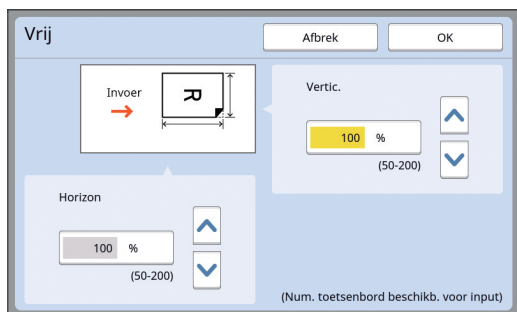 Vrij
Afbrek
OK
Invoer
R
Vertic.
100 %
(50-200)
Horizon
100 %
(50-200)
(Num. toetsenbord beschikb. voor input)